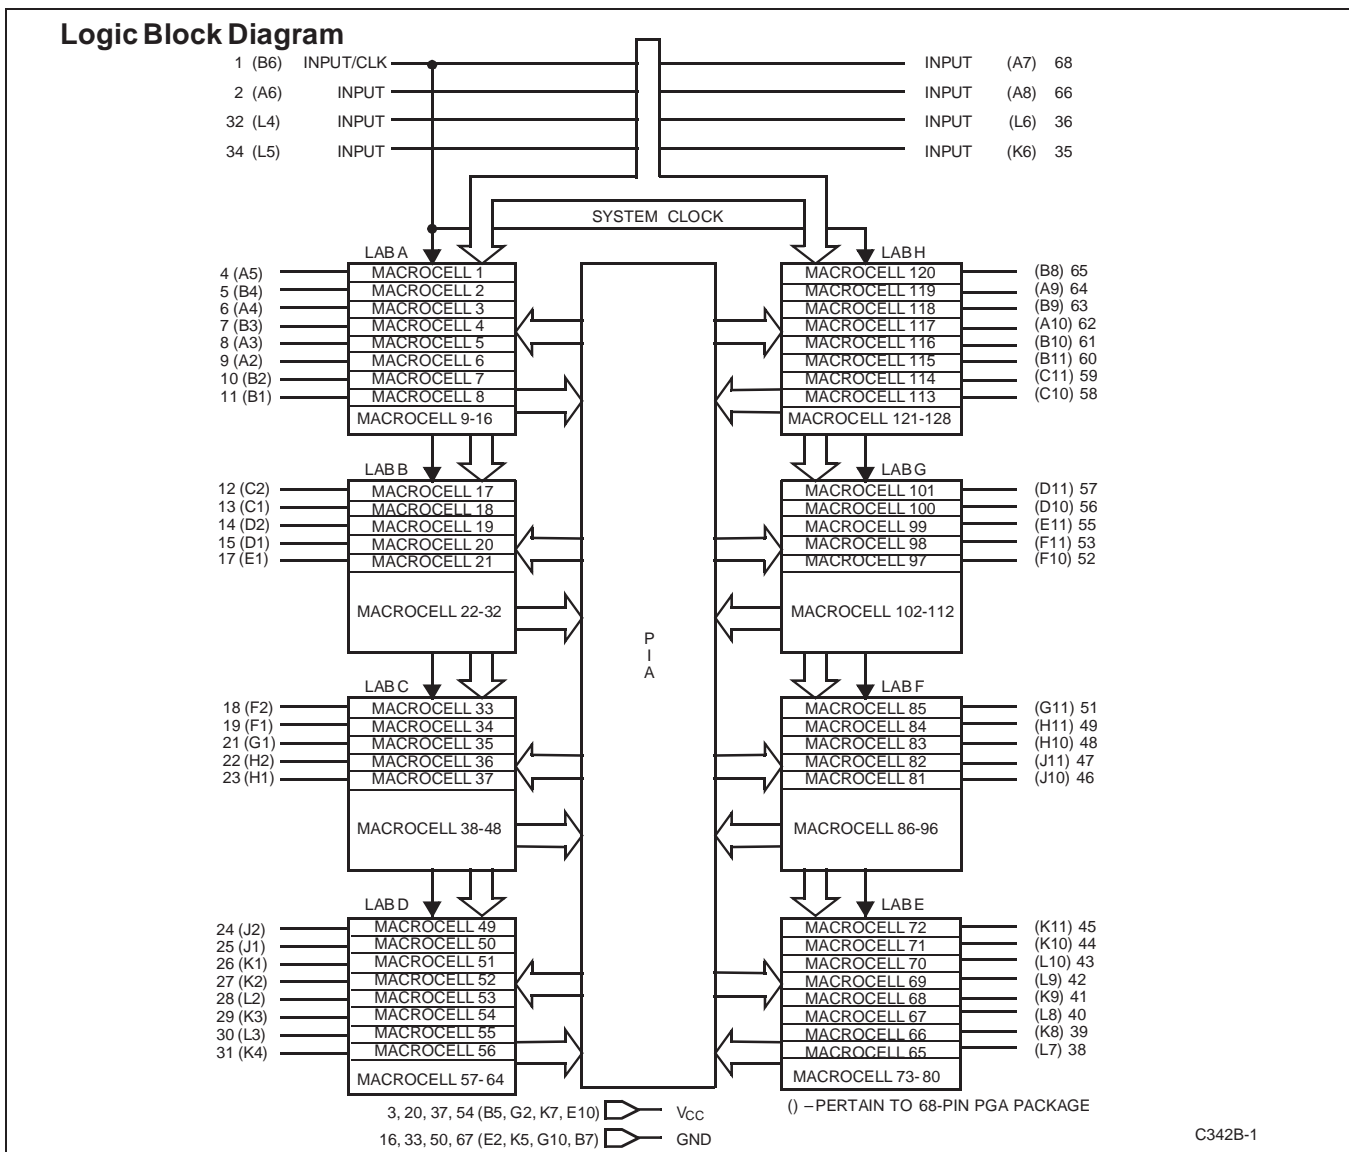 Logic Block Diagram
1 (B6) INPUT/CLK INPUT (A7) 68
2 (A6) INPUT INPUT (A8) 66
32 (L4) INPUT INPUT (L6) 36
34 (L5) INPUT INPUT (K6) 35
SYSTEM CLOCK
LAB A
4 (A5) MACROCELL 1
5 (B4) MACROCELL 2
6 (A4) MACROCELL 3
7 (B3) MACROCELL 4
8 (A3) MACROCELL 5
9 (A2) MACROCELL 6
10 (B2) MACROCELL 7
11 (B1) MACROCELL 8
MACROCELL 9-16
LAB H
MACROCELL 120 (B8) 65
MACROCELL 119 (A9) 64
MACROCELL 118 (B9) 63
MACROCELL 117 (A10) 62
MACROCELL 116 (B10) 61
MACROCELL 115 (B11) 60
MACROCELL 114 (C11) 59
MACROCELL 113 (C10) 58
MACROCELL 121-128
LAB B
12 (C2) MACROCELL 17
13 (C1) MACROCELL 18
14 (D2) MACROCELL 19
15 (D1) MACROCELL 20
17 (E1) MACROCELL 21
MACROCELL 22-32
LAB G
MACROCELL 101 (D11) 57
MACROCELL 100 (D10) 56
MACROCELL 99 (E11) 55
MACROCELL 98 (F11) 53
MACROCELL 97 (F10) 52
MACROCELL 102-112
P
I
A
LAB C
18 (F2) MACROCELL 33
19 (F1) MACROCELL 34
21 (G1) MACROCELL 35
22 (H2) MACROCELL 36
23 (H1) MACROCELL 37
MACROCELL 38-48
LAB F
MACROCELL 85 (G11) 51
MACROCELL 84 (H11) 49
MACROCELL 83 (H10) 48
MACROCELL 82 (J11) 47
MACROCELL 81 (J10) 46
MACROCELL 86-96
LAB D
24 (J2) MACROCELL 49
25 (J1) MACROCELL 50
26 (K1) MACROCELL 51
27 (K2) MACROCELL 52
28 (L2) MACROCELL 53
29 (K3) MACROCELL 54
30 (L3) MACROCELL 55
31 (K4) MACROCELL 56
MACROCELL 57-64
LAB E
MACROCELL 72 (K11) 45
MACROCELL 71 (K10) 44
MACROCELL 70 (L10) 43
MACROCELL 69 (L9) 42
MACROCELL 68 (K9) 41
MACROCELL 67 (L8) 40
MACROCELL 66 (K8) 39
MACROCELL 65 (L7) 38
MACROCELL 73-80
3, 20, 37, 54 (B5, G2, K7, E10) VCC
16, 33, 50, 67 (E2, K5, G10, B7) GND
() – PERTAIN TO 68-PIN PGA PACKAGE
C342B-1